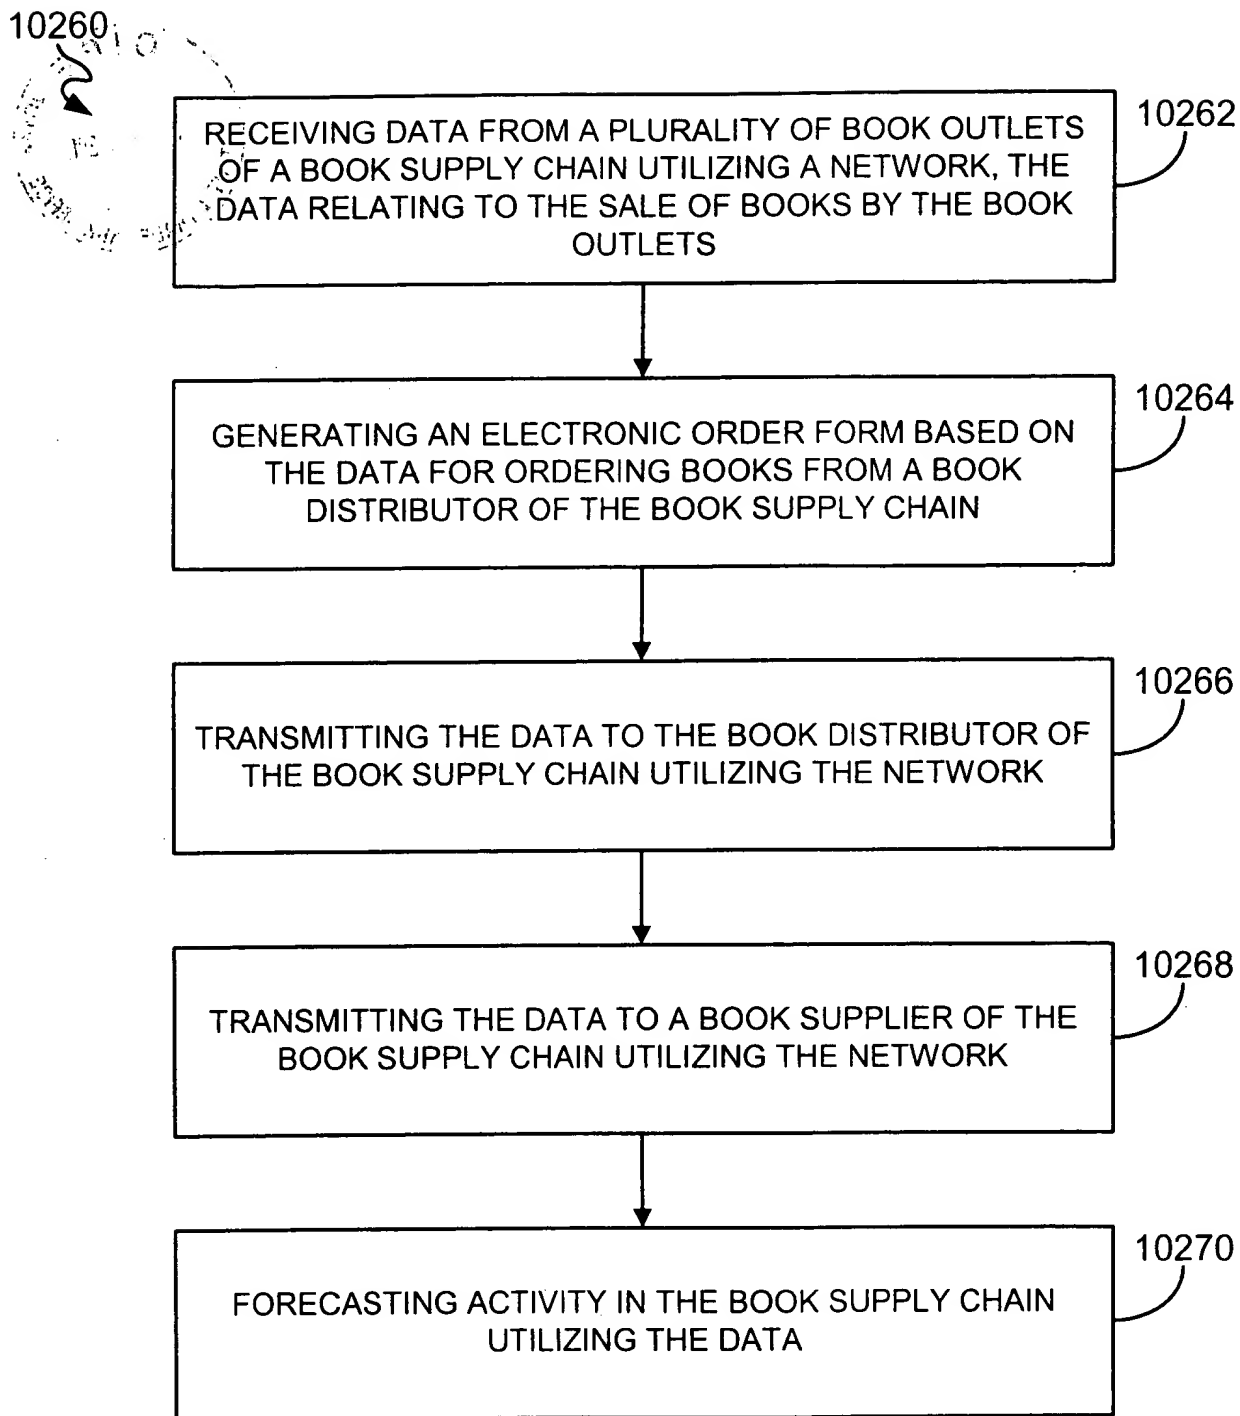 10260
RECEIVING DATA FROM A PLURALITY OF BOOK OUTLETS
OF A BOOK SUPPLY CHAIN UTILIZING A NETWORK, THE
DATA RELATING TO THE SALE OF BOOKS BY THE BOOK
OUTLETS
10262
GENERATING AN ELECTRONIC ORDER FORM BASED ON
THE DATA FOR ORDERING BOOKS FROM A BOOK
DISTRIBUTOR OF THE BOOK SUPPLY CHAIN
10264
TRANSMITTING THE DATA TO THE BOOK DISTRIBUTOR OF
THE BOOK SUPPLY CHAIN UTILIZING THE NETWORK
10266
TRANSMITTING THE DATA TO A BOOK SUPPLIER OF THE
BOOK SUPPLY CHAIN UTILIZING THE NETWORK
10268
FORECASTING ACTIVITY IN THE BOOK SUPPLY CHAIN
UTILIZING THE DATA
10270